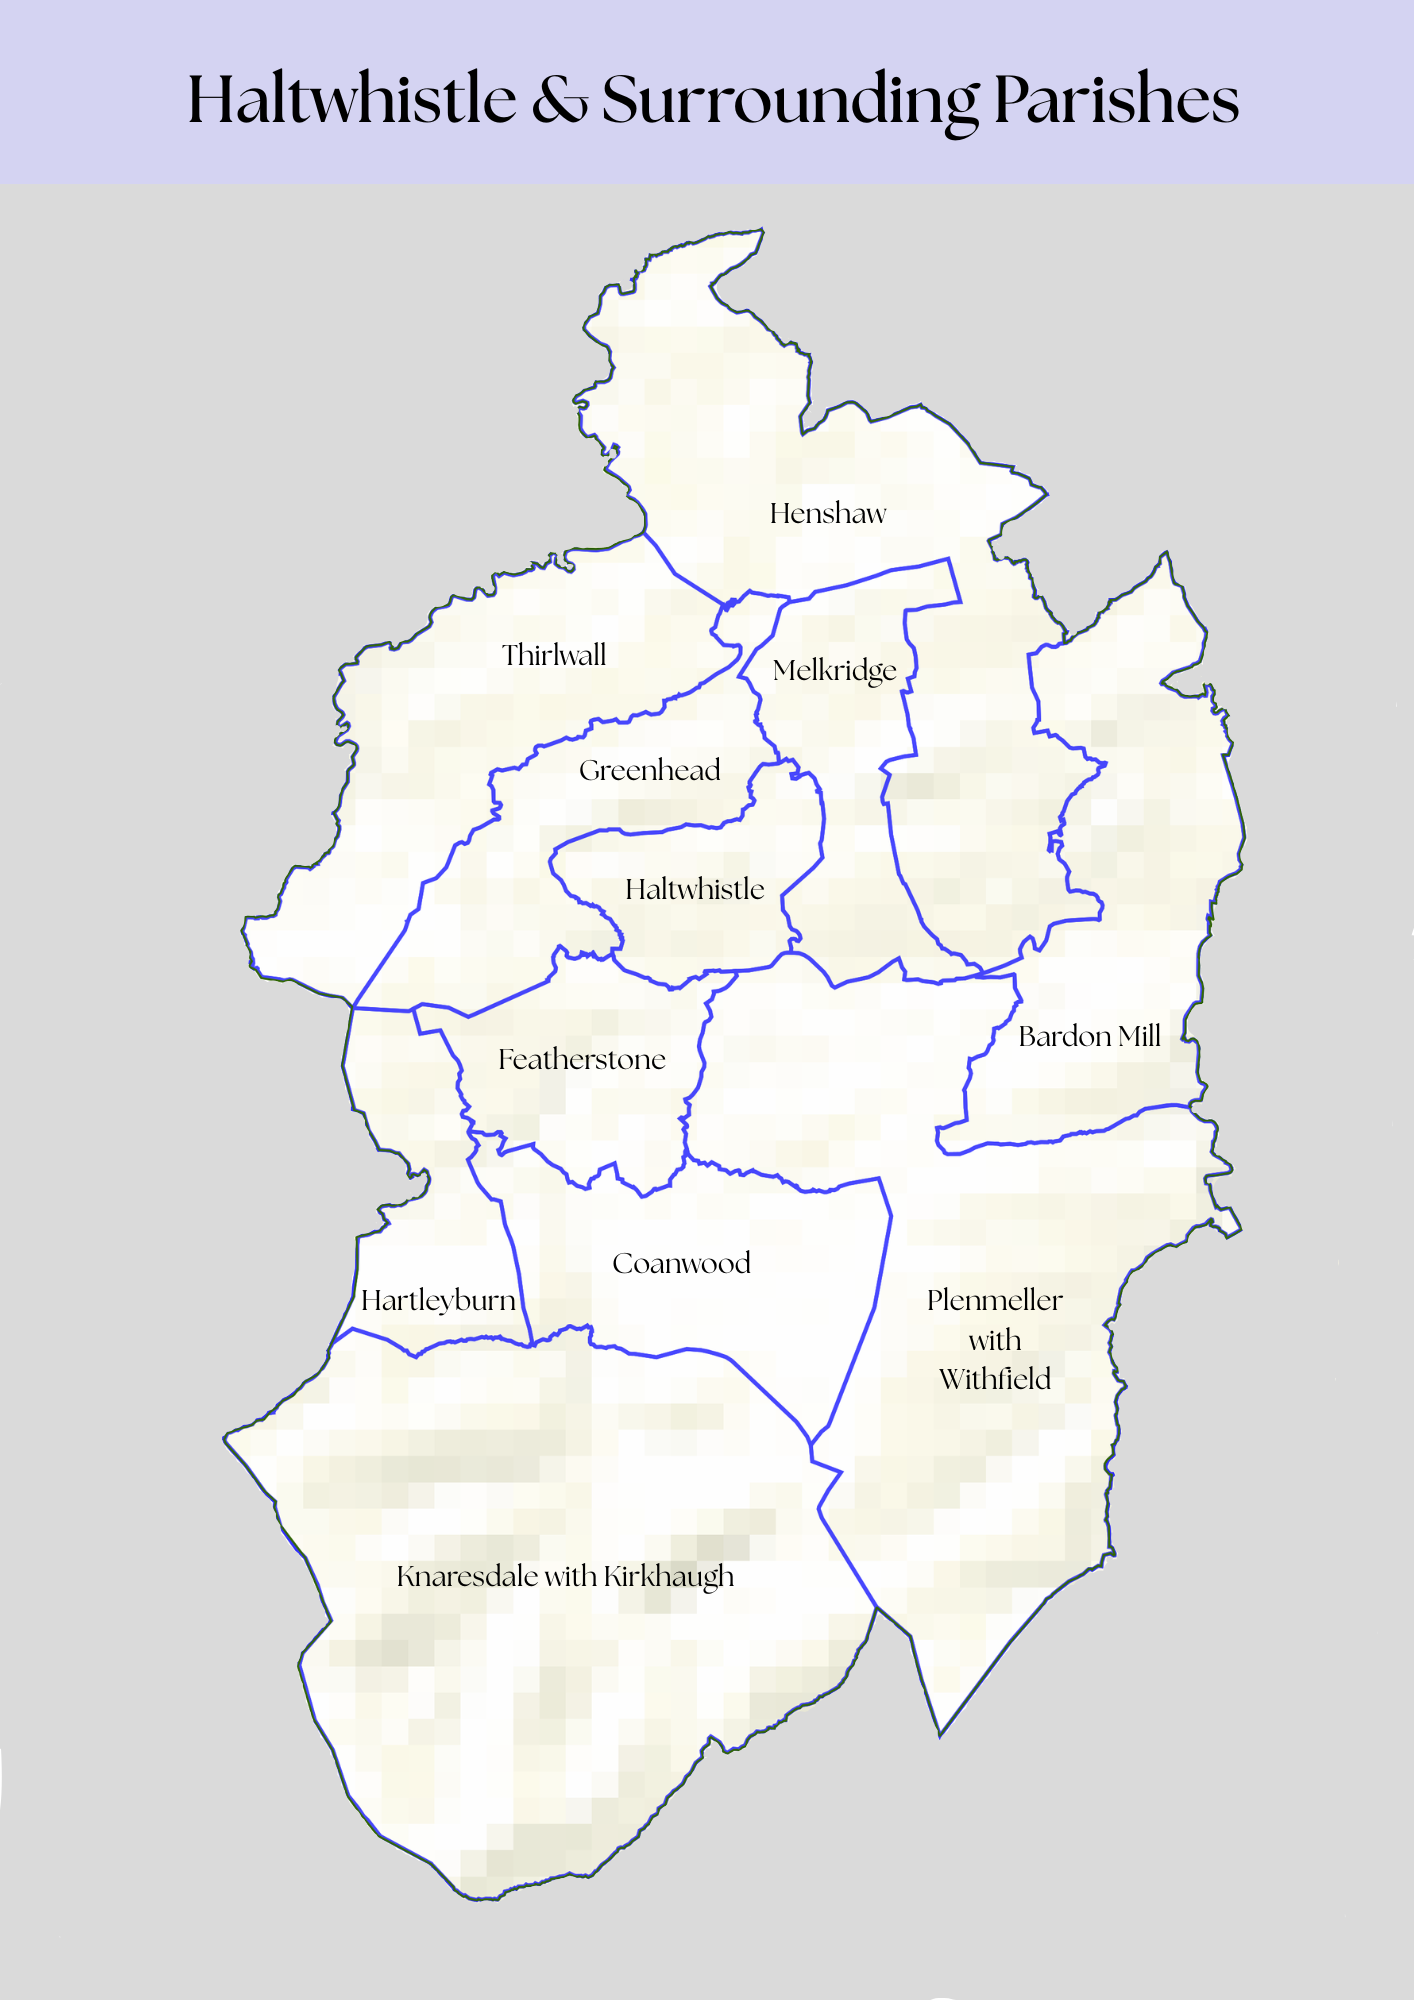 Haltwhistle & Surrounding Parishes
Henshaw
Thirlwall
Melkridge
Greenhead
Haltwhistle
Bardon Mill
Featherstone
Coanwood
Hartleyburn
Plenmeller
with
Withfield
Knaresdale with Kirkhaugh